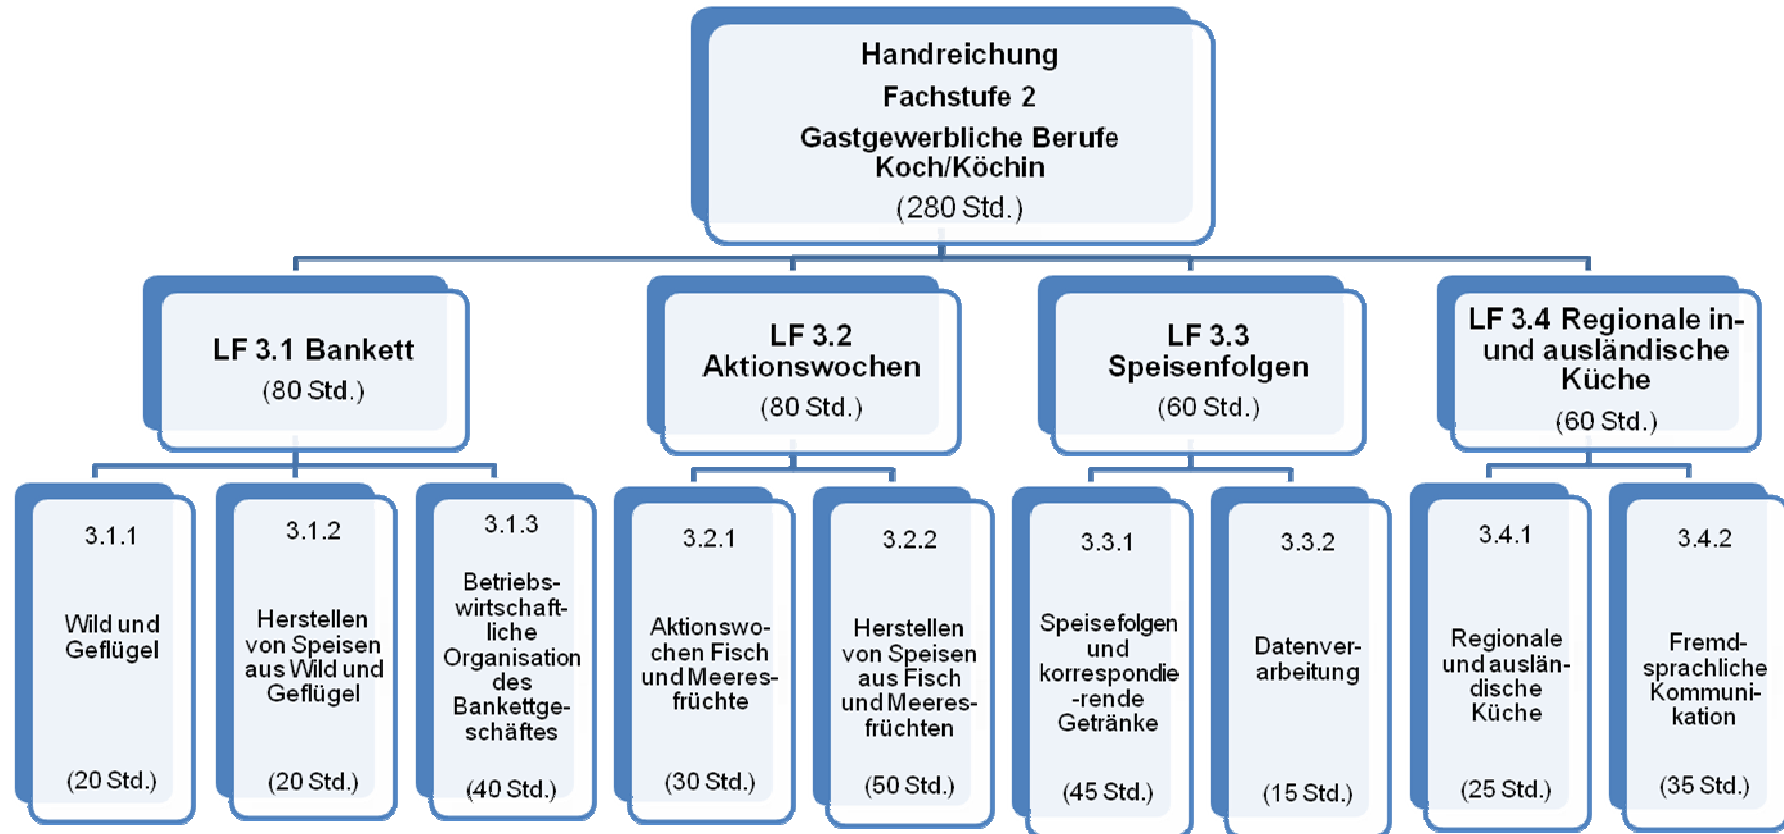 Handreichung
Fachstufe 2
Gastgewerbliche Berufe
Koch/Köchin
(280 Std.)
LF 3.1 Bankett
(80 Std.)
LF 3.2
Aktionswochen
(80 Std.)
LF 3.3
Speisenfolgen
(60 Std.)
LF 3.4 Regionale in-
und ausländische
Küche
(60 Std.)
3.1.1
Wild und
Geflügel
(20 Std.)
3.1.2
Herstellen
von Speisen
aus Wild und
Geflügel
(20 Std.)
3.1.3
Betriebs-
wirtschaft-
liche
Organisation
des
Bankettge-
schäftes
(40 Std.)
3.2.1
Aktionswo-
chen Fisch
und Meeres-
früchte
(30 Std.)
3.2.2
Herstellen
von Speisen
aus Fisch
und Meeres-
früchten
(50 Std.)
3.3.1
Speisefolgen
und
korrespondie
-rende
Getränke
(45 Std.)
3.3.2
Datenver-
arbeitung
(15 Std.)
3.4.1
Regionale
und auslän-
dische
Küche
(25 Std.)
3.4.2
Fremd-
sprachliche
Kommuni-
kation
(35 Std.)